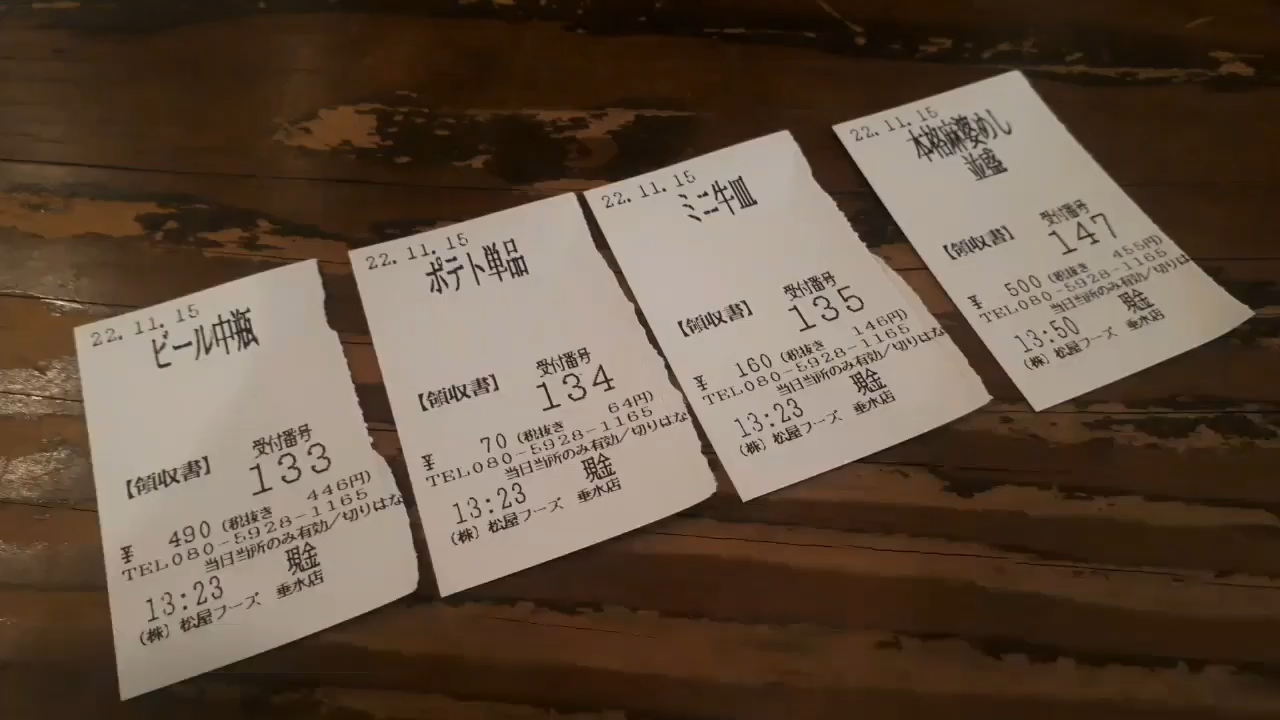 22.11.15
ビール中瓶
【領収書】 受付番号
133
¥ 490 (税抜き 446円)
TEL080-5928-1165
当日当所のみ有効/切りはな
13:23 現金
(株) 松屋フーズ 垂水店
22.11.15
ポテト単品
【領収書】 受付番号
134
¥ 70 (税抜き 64円)
TEL080-5928-1165
当日当所のみ有効/切りはな
13:23 現金
(株) 松屋フーズ 垂水店
22.11.15
ミニ牛皿
【領収書】 受付番号
135
¥ 160 (税抜き 146円)
TEL080-5928-1165
当日当所のみ有効/切りはな
13:23 現金
(株) 松屋フーズ 垂水店
22.11.15
本格麻婆めし
並盛
【領収書】 受付番号
147
¥ 500 (税抜き 455円)
TEL080-5928-1165
当日当所のみ有効/切りは
13:50 現金
(株) 松屋フーズ 垂水店